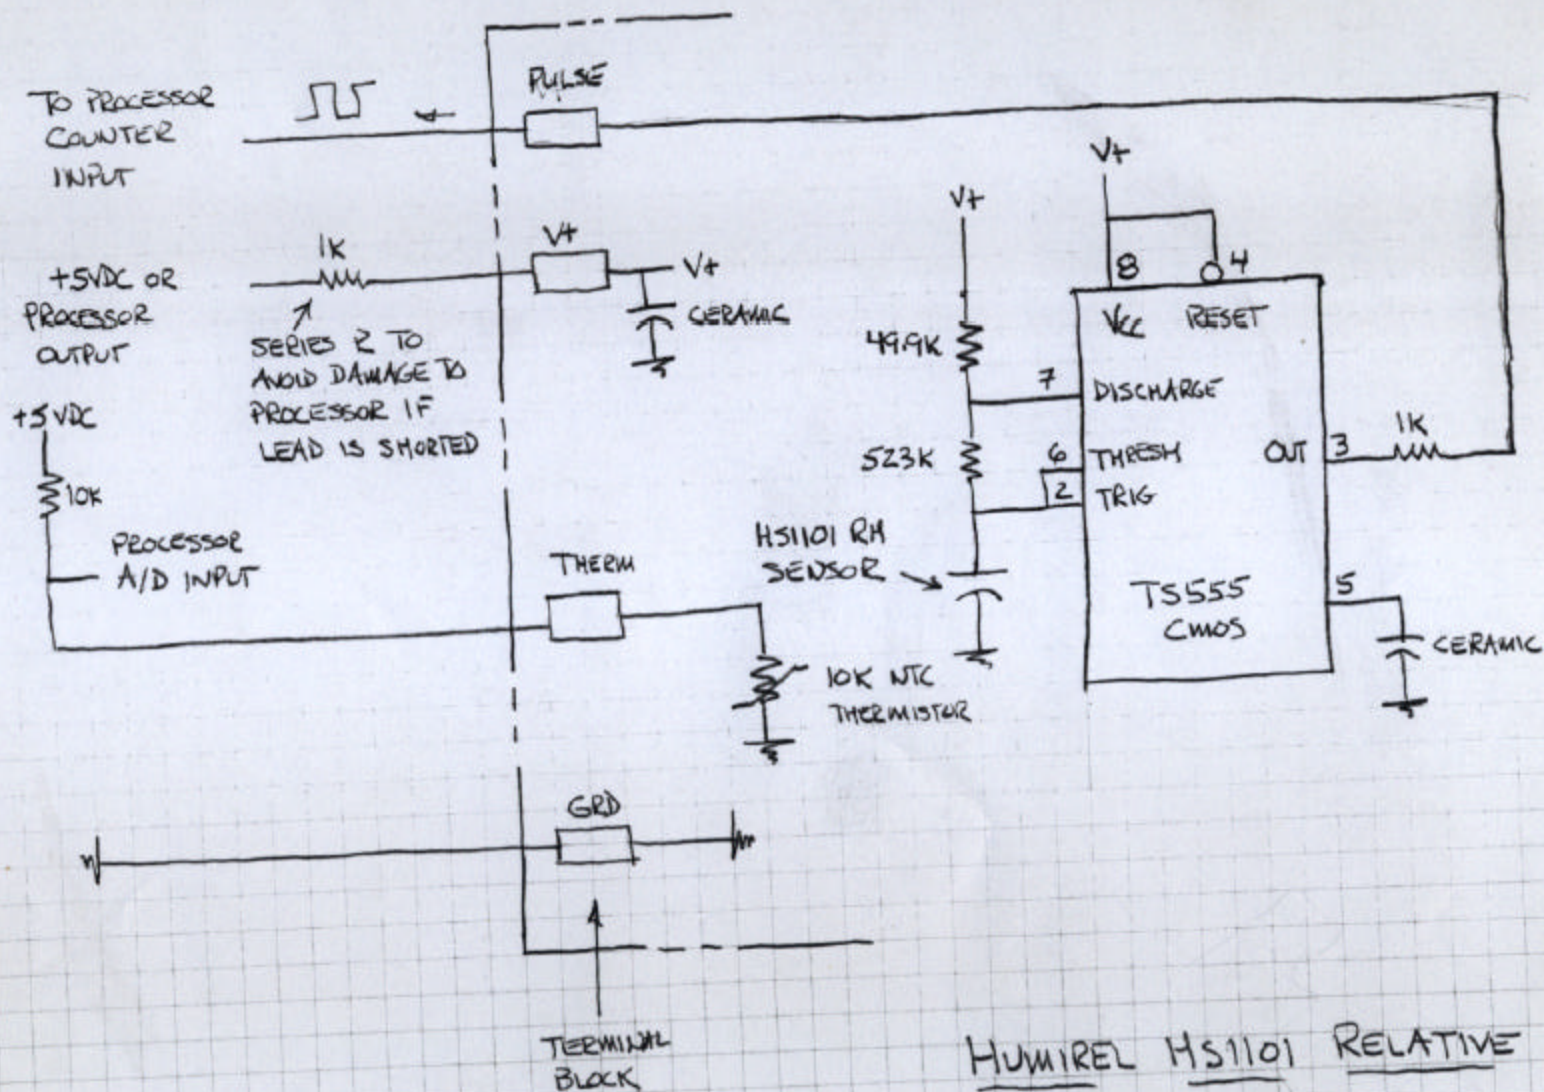 TO PROCESSOR
COUNTER
INPUT
PULSE
+5VDC OR
PROCESSOR
OUTPUT
1K
SERIES R TO
AVOID DAMAGE TO
PROCESSOR IF
LEAD IS SHORTED
V+
V+
CERAMIC
+5VDC
10K
PROCESSOR
A/D INPUT
THERM
10K NTC
THERMISTOR
GRD
TERMINAL
BLOCK
V+
49.9K
523K
HS1101 RH
SENSOR
V+
8
4
VCC
RESET
7
DISCHARGE
6
THRESH
2
TRIG
OUT
3
1K
TS555
CMOS
5
CERAMIC
HUMIREL HS1101 RELATIVE